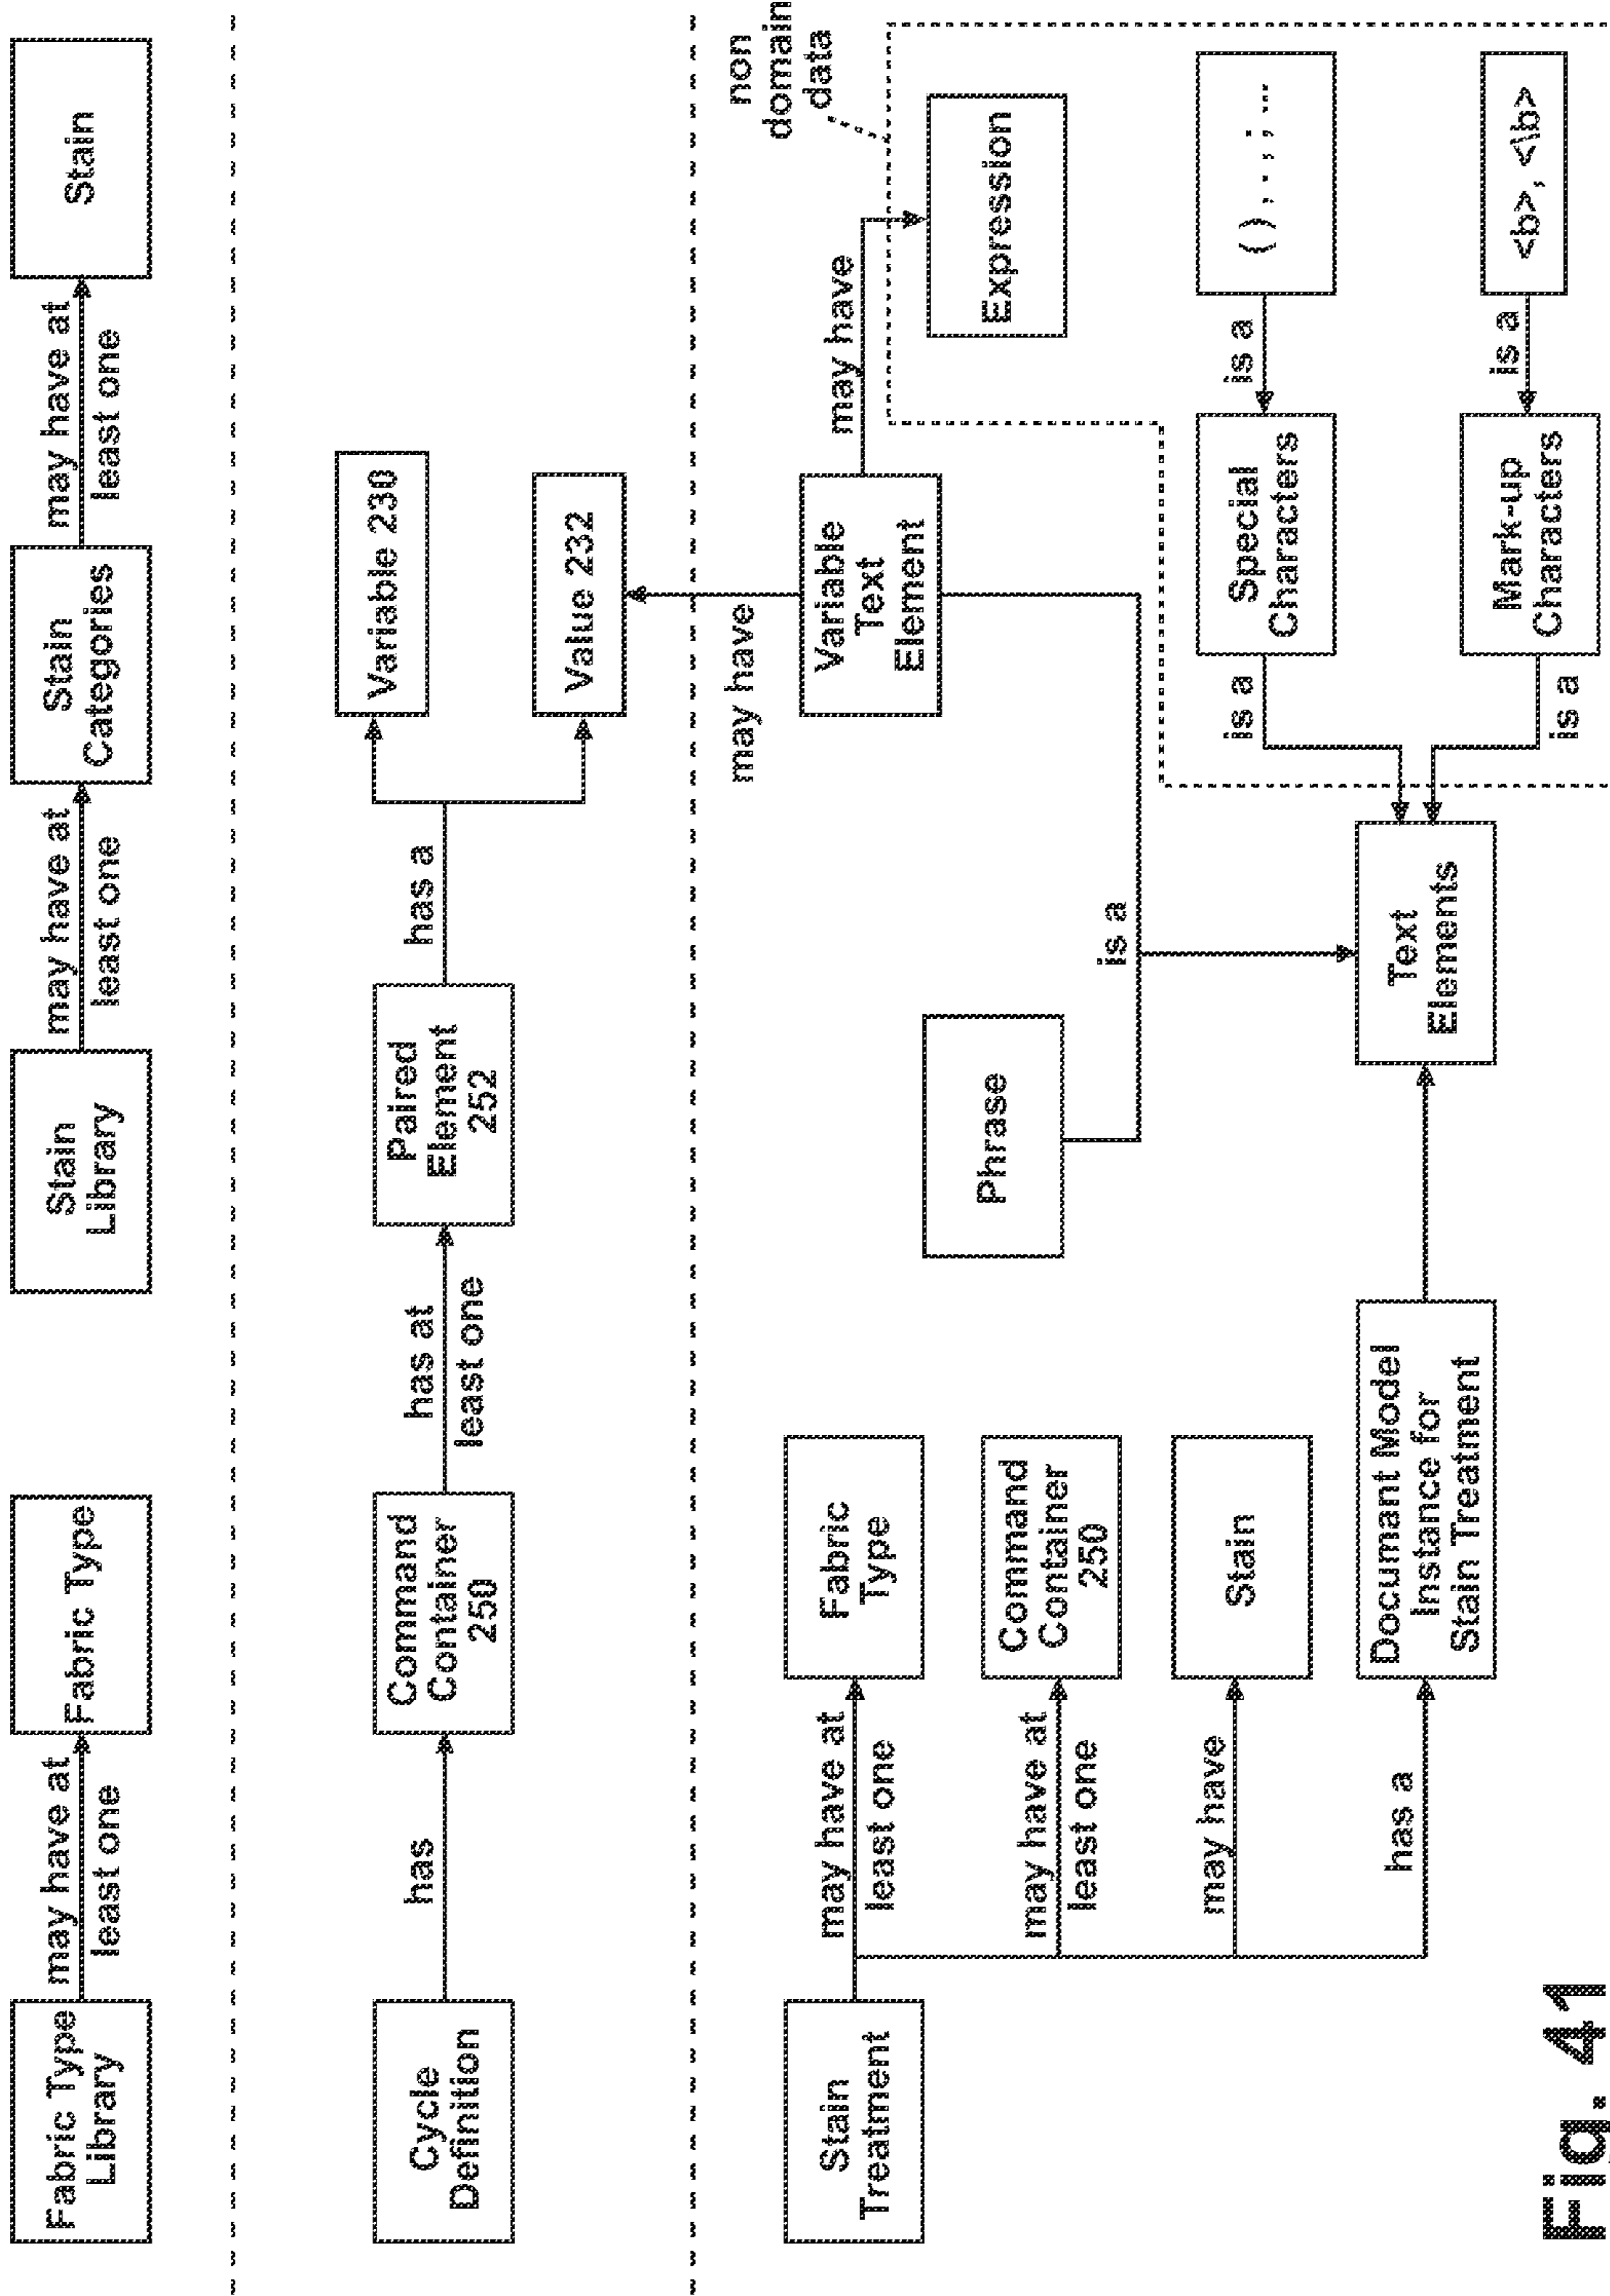 Fabric Type
Library
may have at
least one
Fabric Type
Stain
Library
may have at
least one
Stain
Categories
may have at
least one
Stain
Cycle
Definition
has
Command
Container
250
has at
least one
Paired
Element
252
has a
Variable 230
Value 232
may have
Stain
Treatment
may have at
least one
Fabric
Type
may have at
least one
Command
Container
250
may have
Stain
has a
Documant Model
Instance for
Stain Treatment
Phrase
is a
Text
Elements
Variable
Text
Element
may have
non
domain
data
Expression
is a
Special
Characters
is a
is a
Mark-up
Characters
is a
<b>, <\b>
Fig. 41